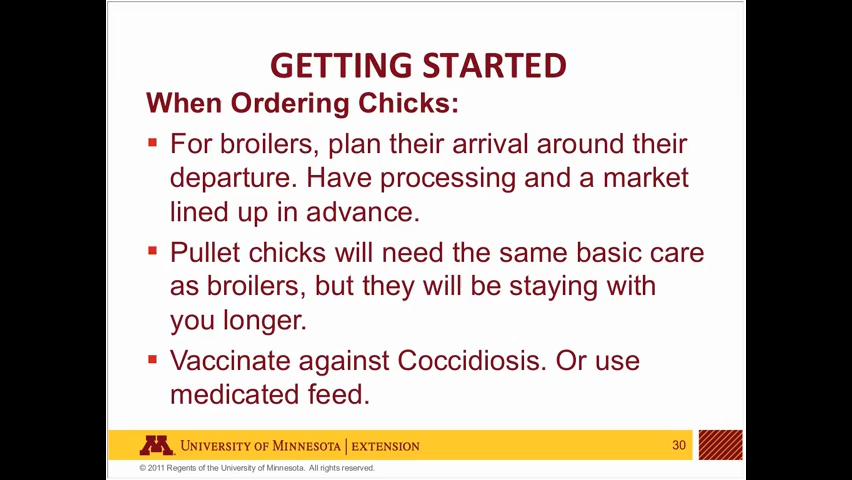 GETTING STARTED
When Ordering Chicks:
▪ For broilers, plan their arrival around their
departure. Have processing and a market
lined up in advance.
▪ Pullet chicks will need the same basic care
as broilers, but they will be staying with
you longer.
▪ Vaccinate against Coccidiosis. Or use
medicated feed.
M UNIVERSITY OF MINNESOTA | EXTENSION 30
© 2011 Regents of the University of Minnesota. All rights reserved.